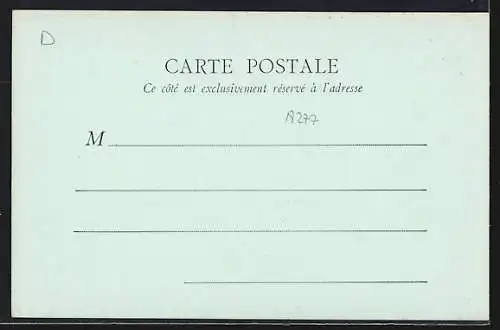 D
CARTE POSTALE
Ce côté est exclusivement réservé à l'adresse
M